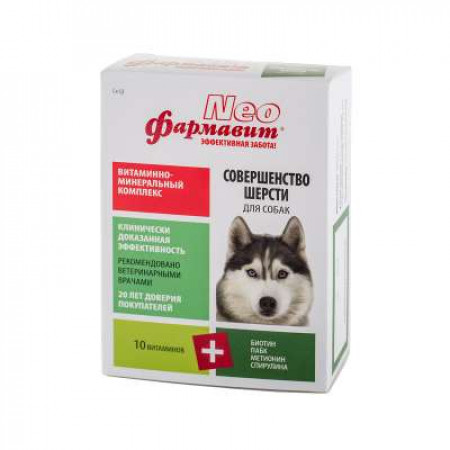 Neo
Фармавит®
ЭФФЕКТИВНАЯ ЗАБОТА!
ВИТАМИННО-
МИНЕРАЛЬНЫЙ
КОМПЛЕКС
СОВЕРШЕНСТВО
ШЕРСТИ
ДЛЯ СОБАК
КЛИНИЧЕСКИ
ДОКАЗАННАЯ
ЭФФЕКТИВНОСТЬ
РЕКОМЕНДОВАНО
ВЕТЕРИНАРНЫМИ
ВРАЧАМИ
20 ЛЕТ ДОВЕРИЯ
ПОКУПАТЕЛЕЙ
10 ВИТАМИНОВ
БИОТИН
ПАБК
МЕТИОНИН
СПИРУЛИНА